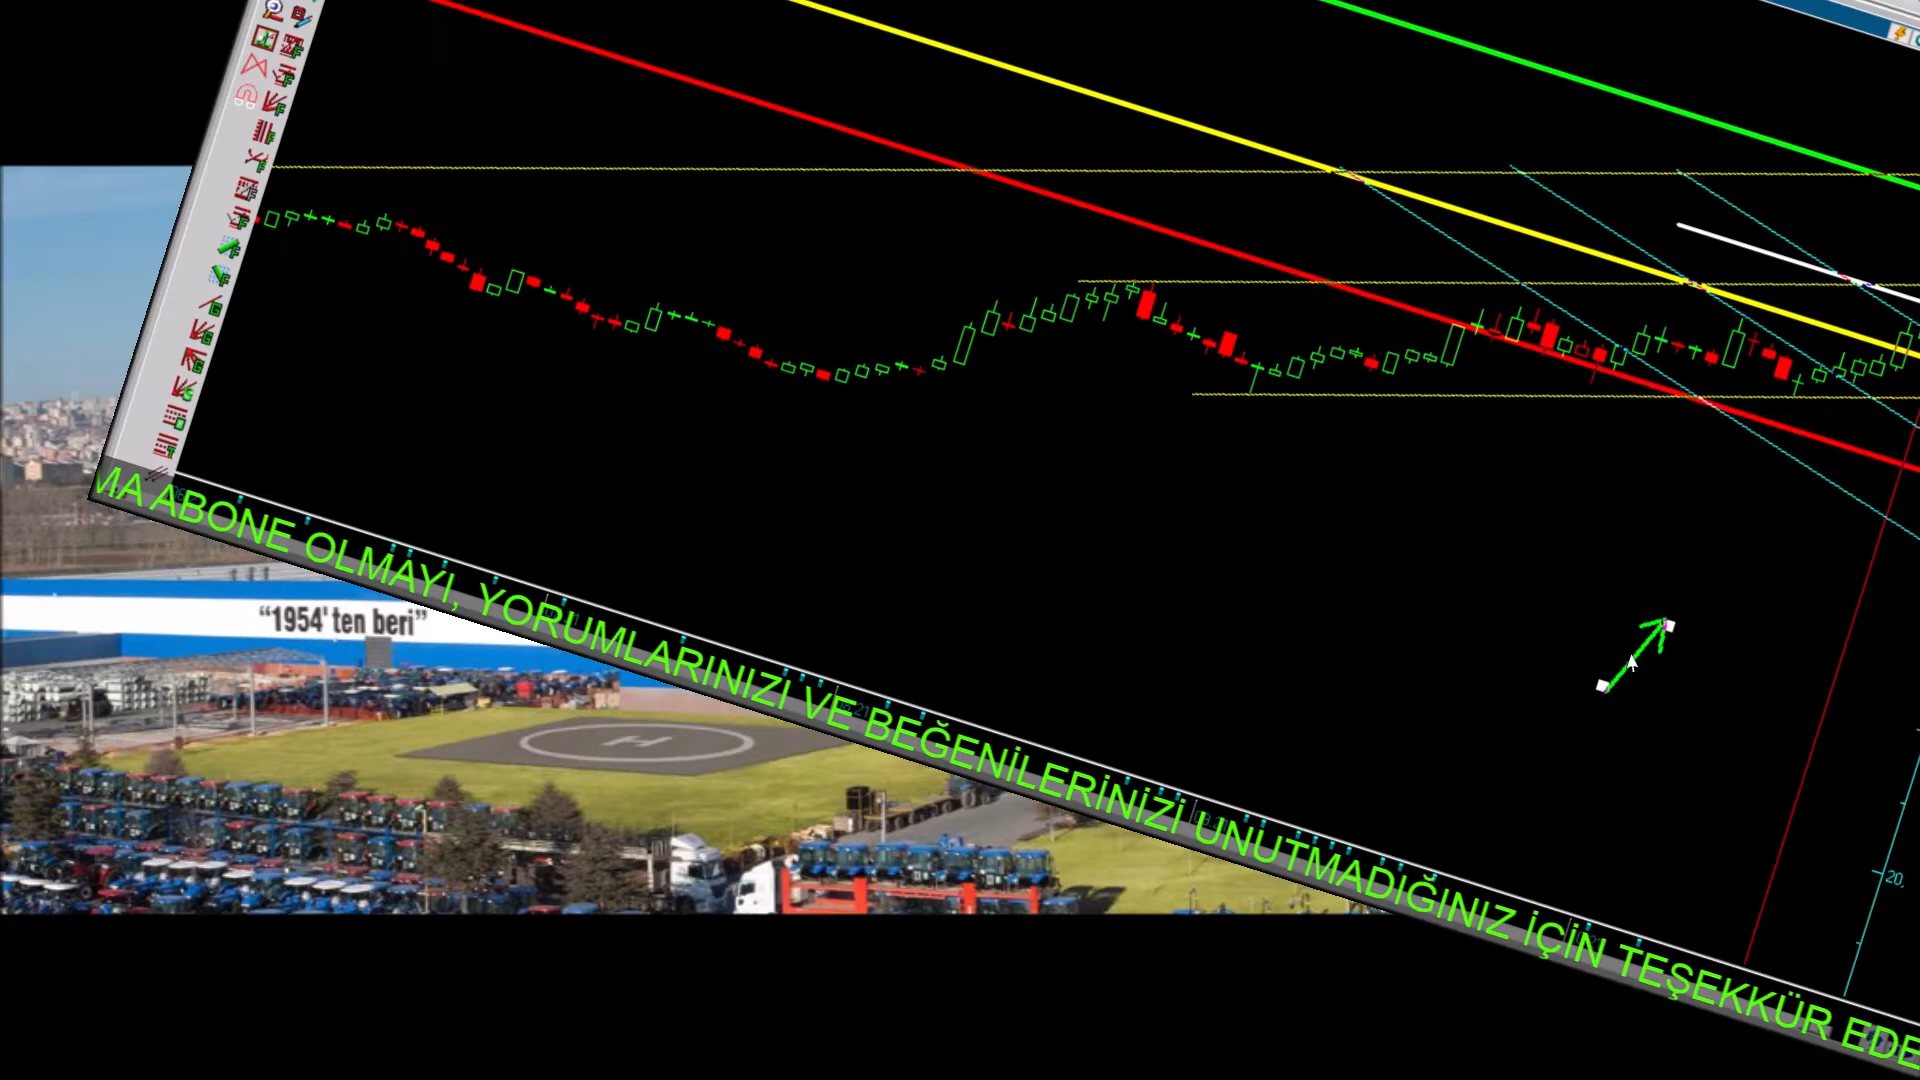 “1954' ten beri”
MA ABONE OLMAYI, YORUMLARINIZI VE BEĞENİLERİNİZİ UNUTMADIĞINIZ İÇİN TEŞEKKÜR EDE
20,